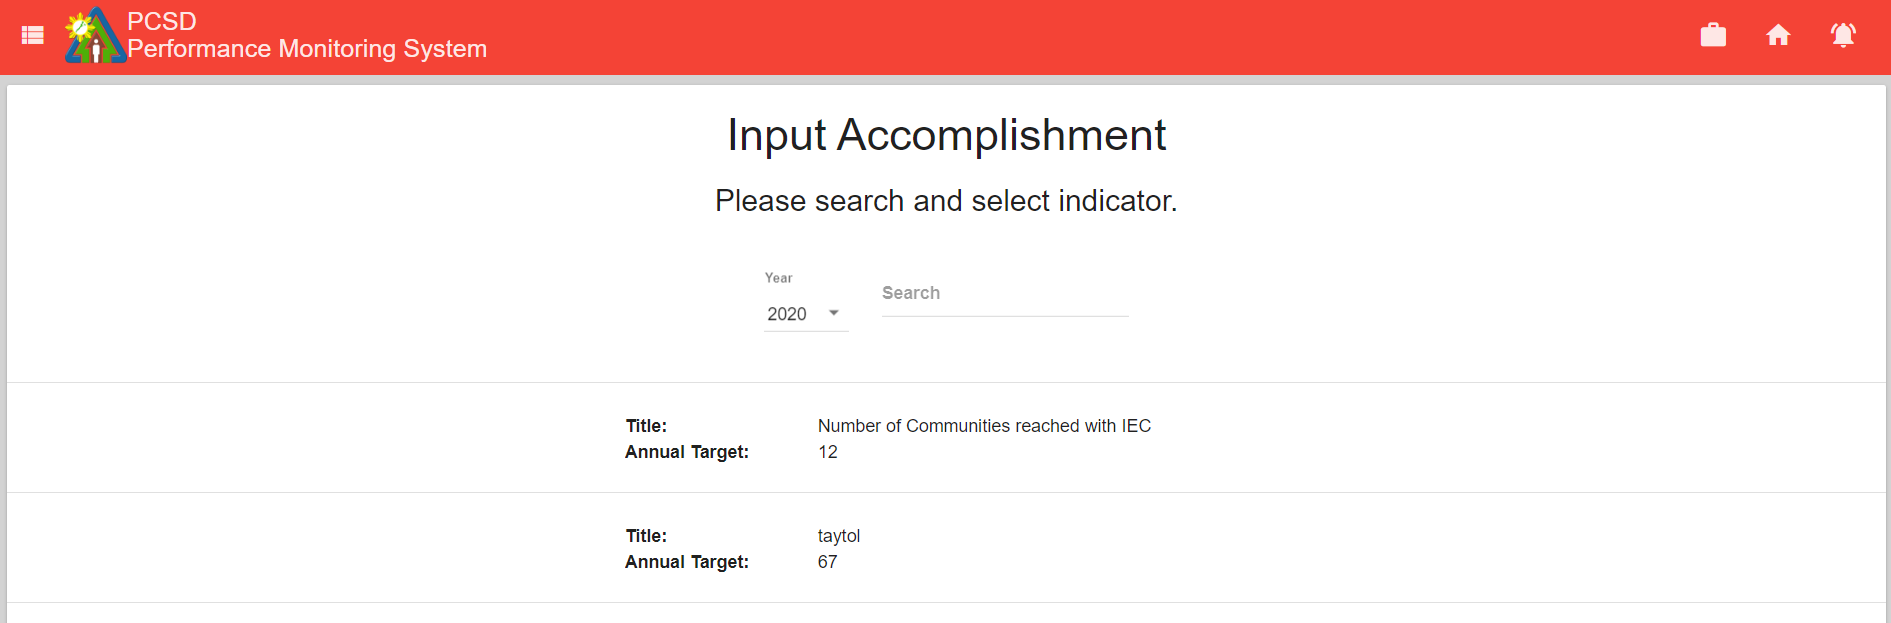 PCSD
Performance Monitoring System
Input Accomplishment
Please search and select indicator.
Year
2020
Search
Title: Number of Communities reached with IEC
Annual Target: 12
Title: taytol
Annual Target: 67